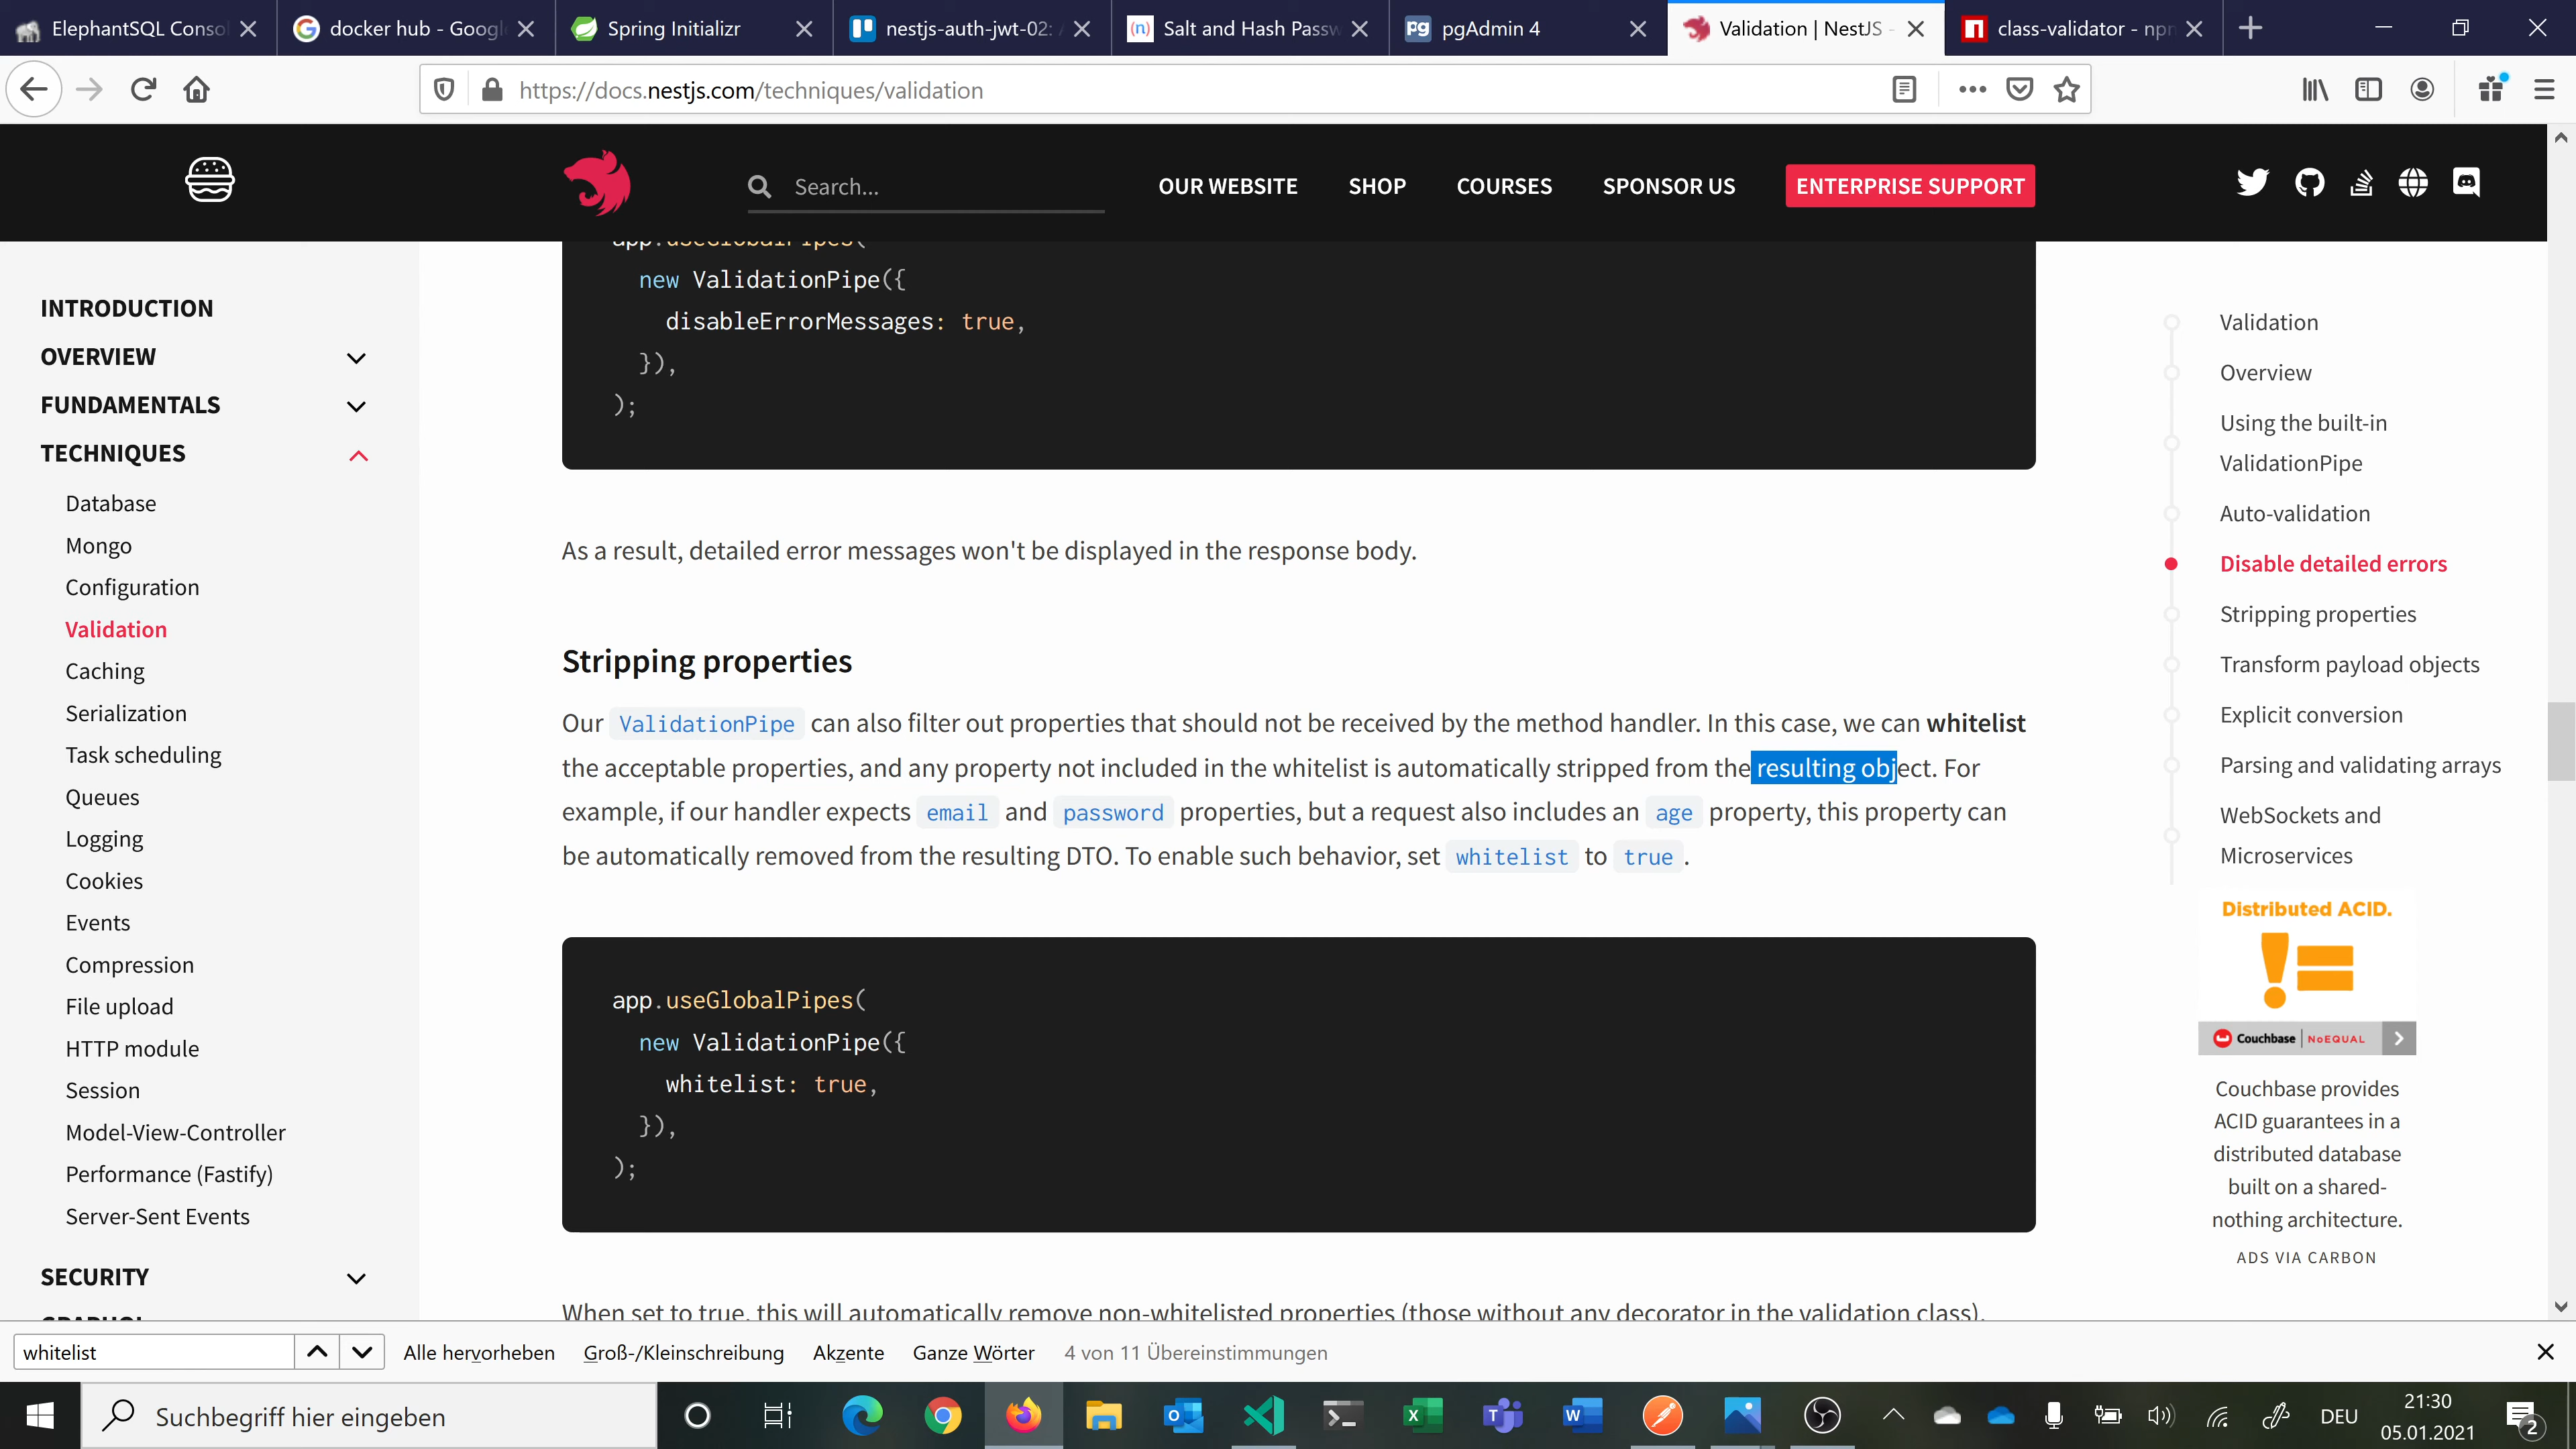 ElephantSQL Consol
docker hub - Googl
Spring Initializr
nestjs-auth-jwt-02:
Salt and Hash Passw
pgAdmin 4
Validation | NestJS -
class-validator - npm
https://docs.nestjs.com/techniques/validation
Search...
OUR WEBSITE
SHOP
COURSES
SPONSOR US
ENTERPRISE SUPPORT
INTRODUCTION
OVERVIEW
FUNDAMENTALS
TECHNIQUES
Database
Mongo
Configuration
Validation
Caching
Serialization
Task scheduling
Queues
Logging
Cookies
Events
Compression
File upload
HTTP module
Session
Model-View-Controller
Performance (Fastify)
Server-Sent Events
SECURITY
GRAPHQL
app.useGlobalPipes(
new ValidationPipe({
disableErrorMessages: true,
}),
);
As a result, detailed error messages won't be displayed in the response body.
Stripping properties
Our ValidationPipe can also filter out properties that should not be received by the method handler. In this case, we can whitelist
the acceptable properties, and any property not included in the whitelist is automatically stripped from the resulting object. For
example, if our handler expects email and password properties, but a request also includes an age property, this property can
be automatically removed from the resulting DTO. To enable such behavior, set whitelist to true .
app.useGlobalPipes(
new ValidationPipe({
whitelist: true,
}),
);
When set to true, this will automatically remove non-whitelisted properties (those without any decorator in the validation class).
Validation
Overview
Using the built-in
ValidationPipe
Auto-validation
Disable detailed errors
Stripping properties
Transform payload objects
Explicit conversion
Parsing and validating arrays
WebSockets and
Microservices
Distributed ACID.
!=
Couchbase | NoEQUAL
Couchbase provides
ACID guarantees in a
distributed database
built on a shared-
nothing architecture.
ADS VIA CARBON
whitelist
Alle hervorheben
Groß-/Kleinschreibung
Akzente
Ganze Wörter
4 von 11 Übereinstimmungen
Suchbegriff hier eingeben
DEU
21:30
05.01.2021
2